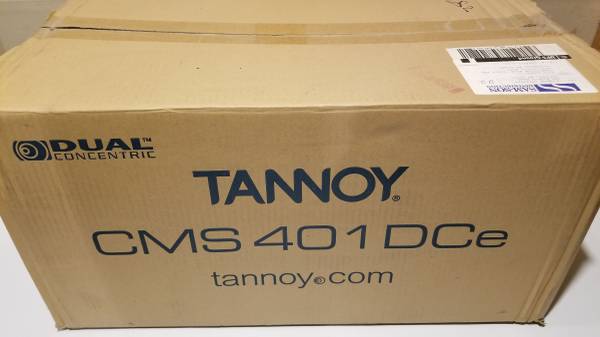 DUAL™
CONCENTRIC
TANNOY®
CMS 401 DCe
tannoy.com